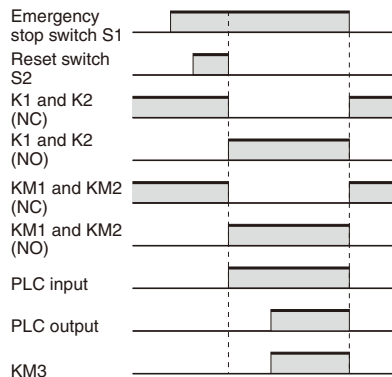 Emergency
stop switch S1
Reset switch
S2
K1 and K2
(NC)
K1 and K2
(NO)
KM1 and KM2
(NC)
KM1 and KM2
(NO)
PLC input
PLC output
KM3